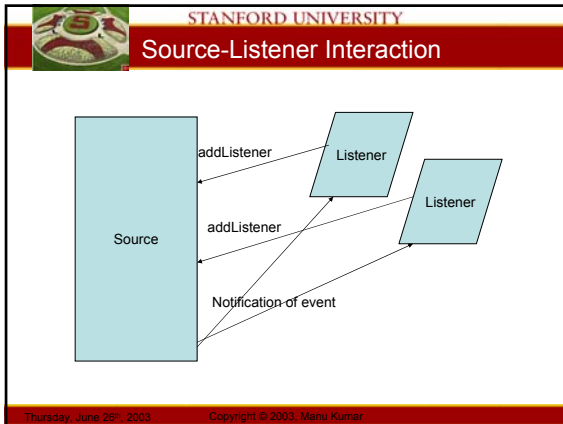 STANFORD UNIVERSITY
Source-Listener Interaction
addListener
Listener
Listener
addListener
Source
Notification of event
Thursday, June 26th, 2003 Copyright © 2003, Manu Kumar